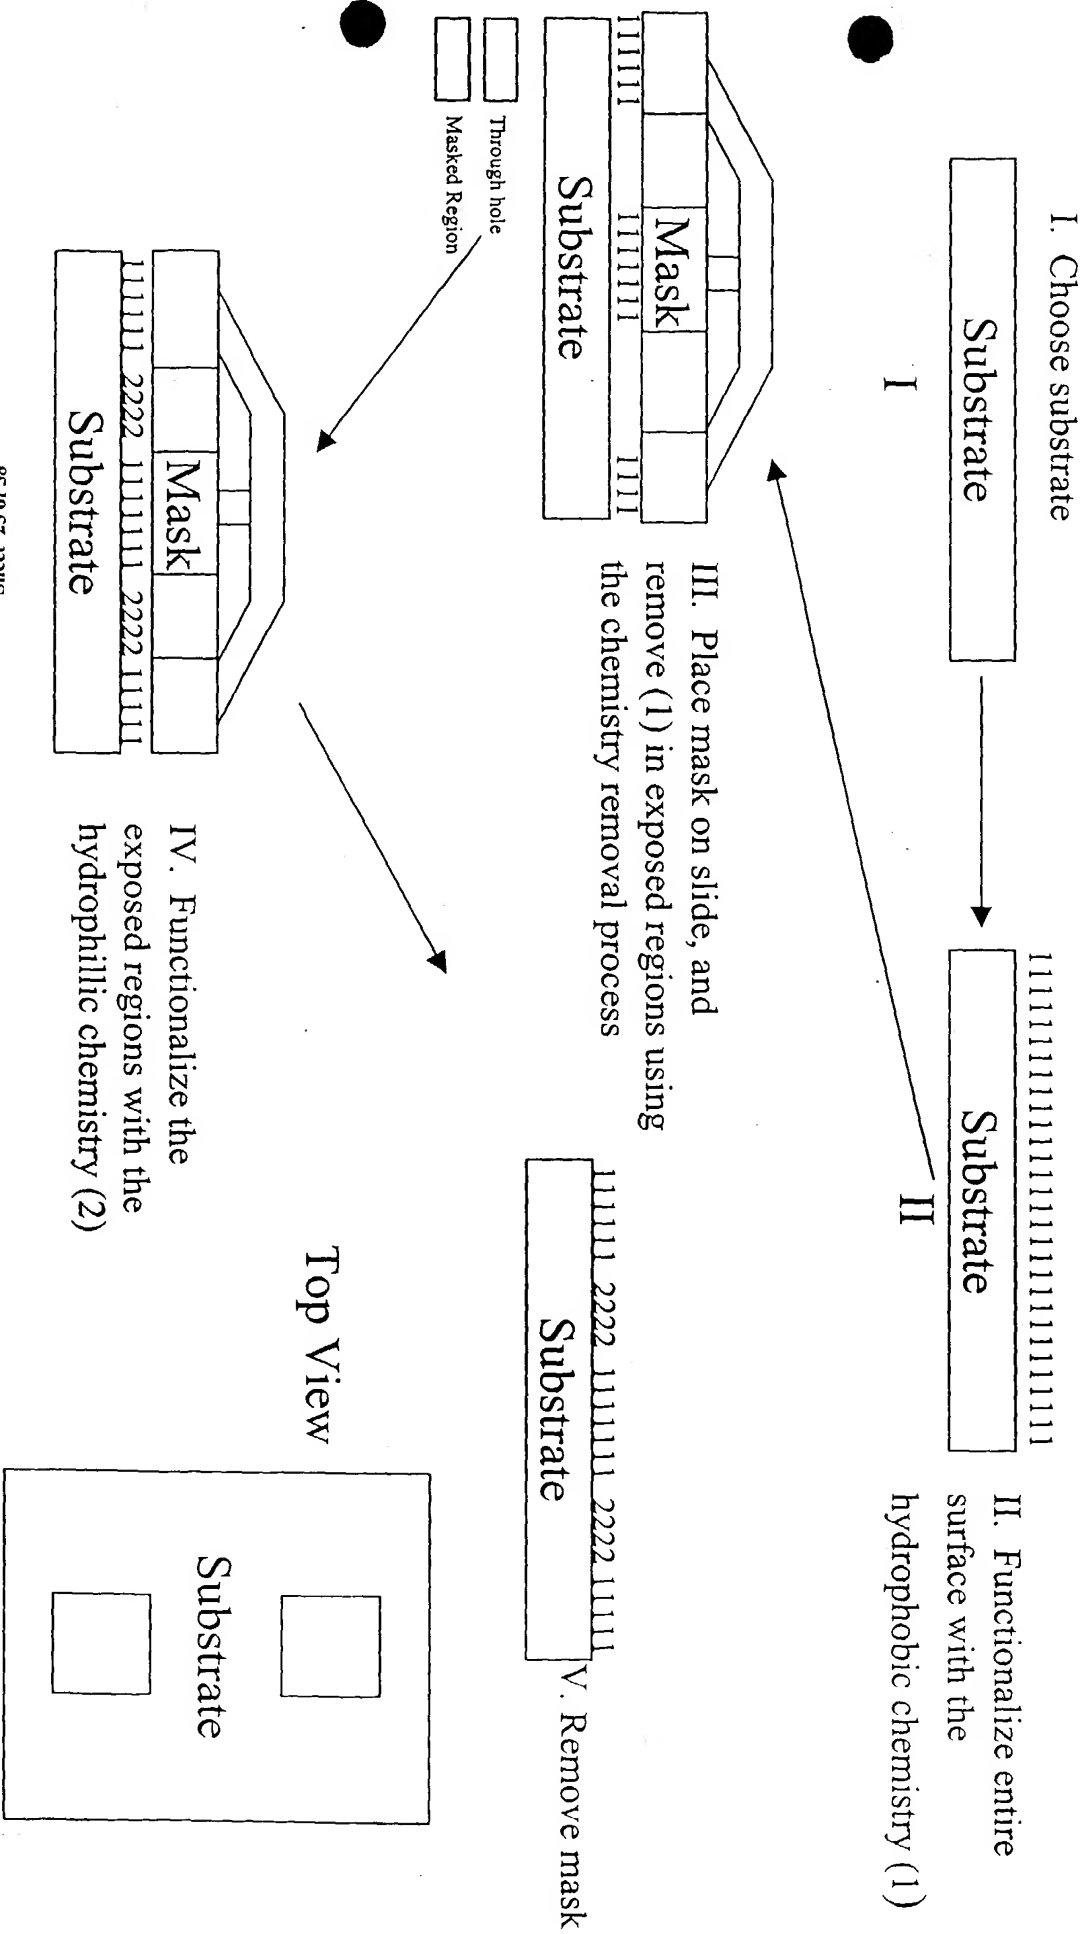 I. Choose substrate
Substrate
I
1111111111111111111111111111
Substrate
II
II. Functionalize entire
surface with the
hydrophobic chemistry (1)
Mask
111111 1111111 1111
Substrate
III. Place mask on slide, and
remove (1) in exposed regions using
the chemistry removal process
Through hole
Masked Region
Mask
111111 2222 1111111 2222 11111
Substrate
IV. Functionalize the
exposed regions with the
hydrophillic chemistry (2)
111111 2222 1111111 2222 11111
Substrate
V. Remove mask
Top View
Substrate